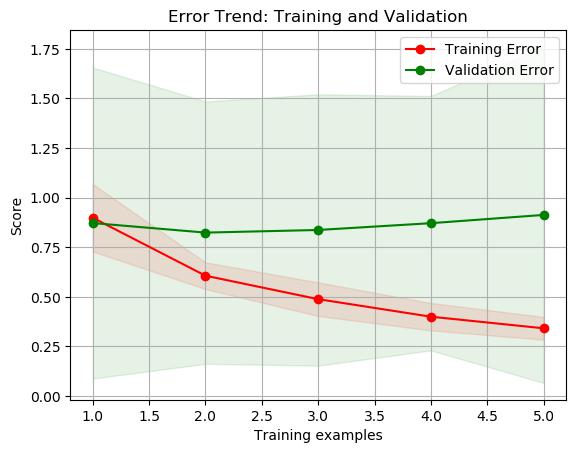 Error Trend: Training and Validation
Training Error
Validation Error
Score
1.75
1.50
1.25
1.00
0.75
0.50
0.25
0.00
1.0 1.5 2.0 2.5 3.0 3.5 4.0 4.5 5.0
Training examples